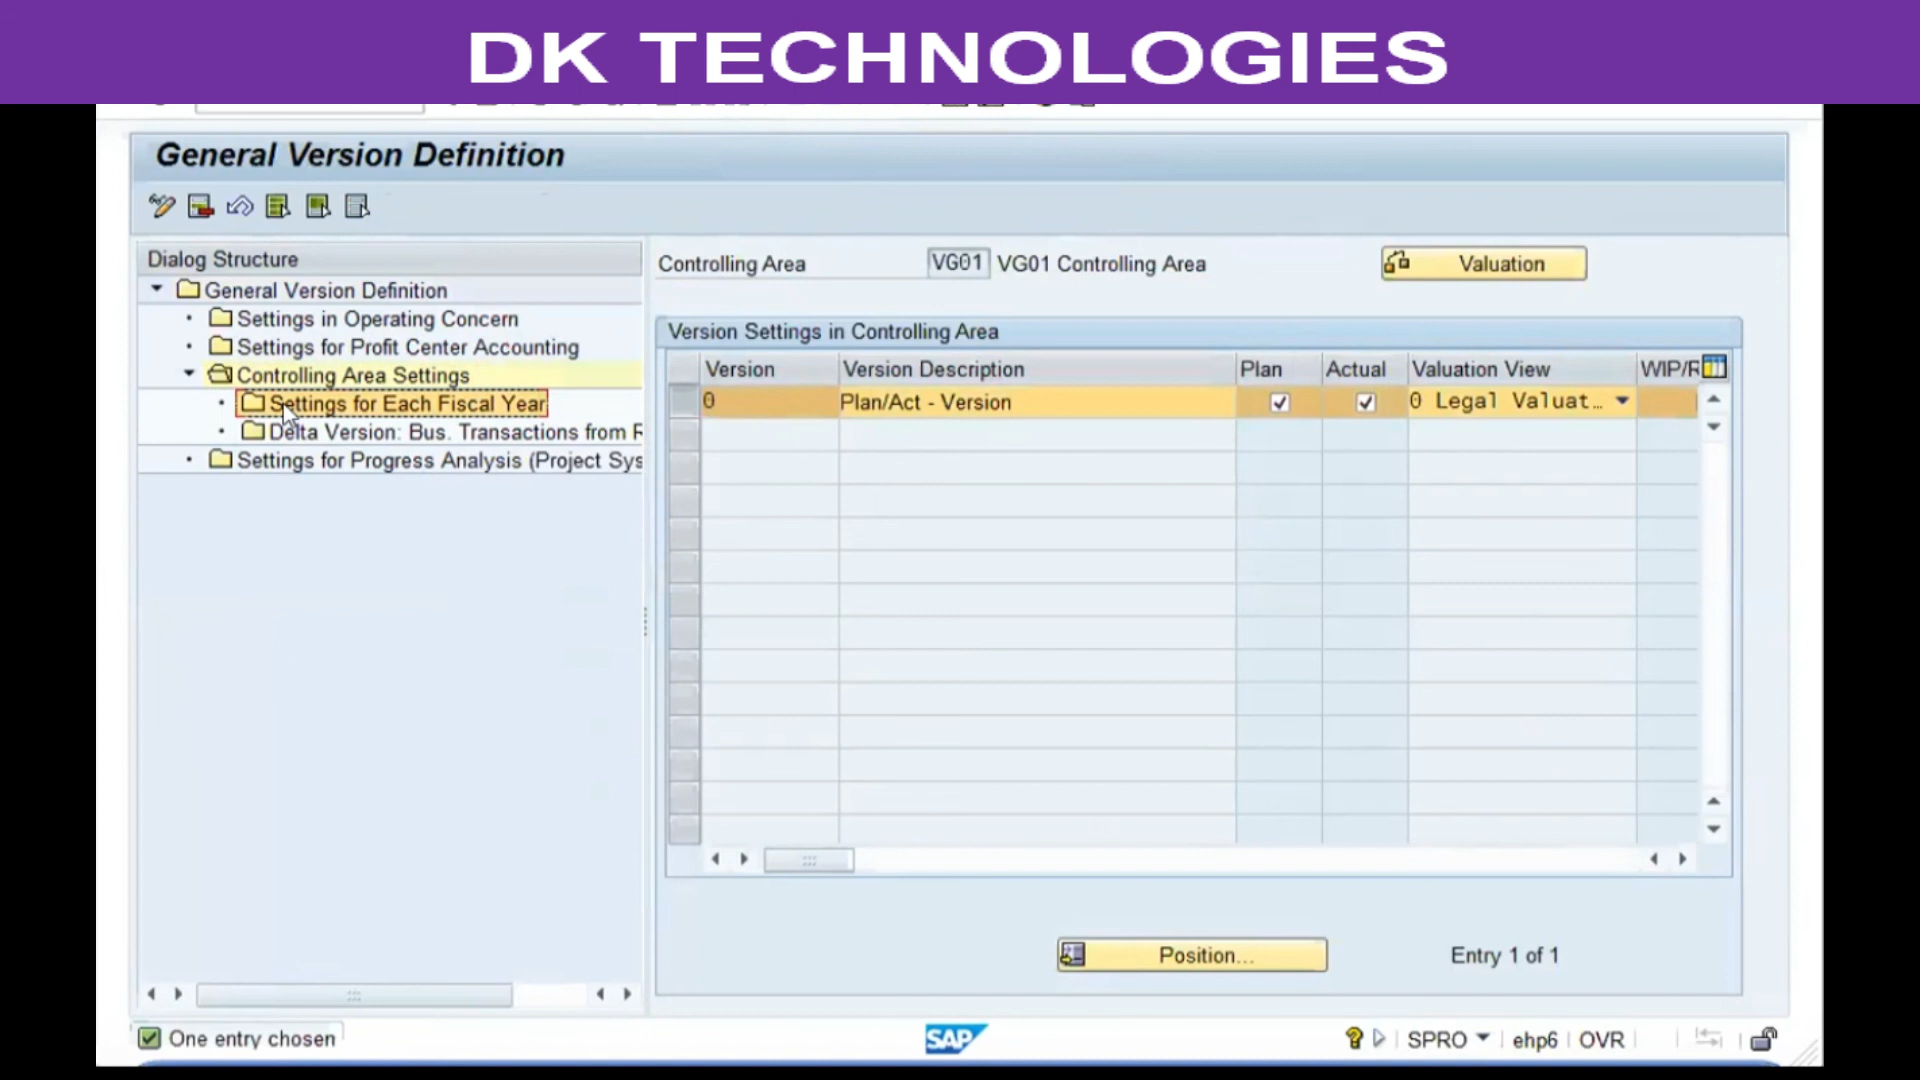 DK TECHNOLOGIES
General Version Definition
Dialog Structure
General Version Definition
Settings in Operating Concern
Settings for Profit Center Accounting
Controlling Area Settings
Settings for Each Fiscal Year
Delta Version: Bus. Transactions from R
Settings for Progress Analysis (Project Sys
Controlling Area VG01 VG01 Controlling Area Valuation
Version Settings in Controlling Area
Version Version Description Plan Actual Valuation View WIP/R
0 Plan/Act - Version 0 Legal Valuat…
Position... Entry 1 of 1
One entry chosen SAP SPRO ehp6 OVR